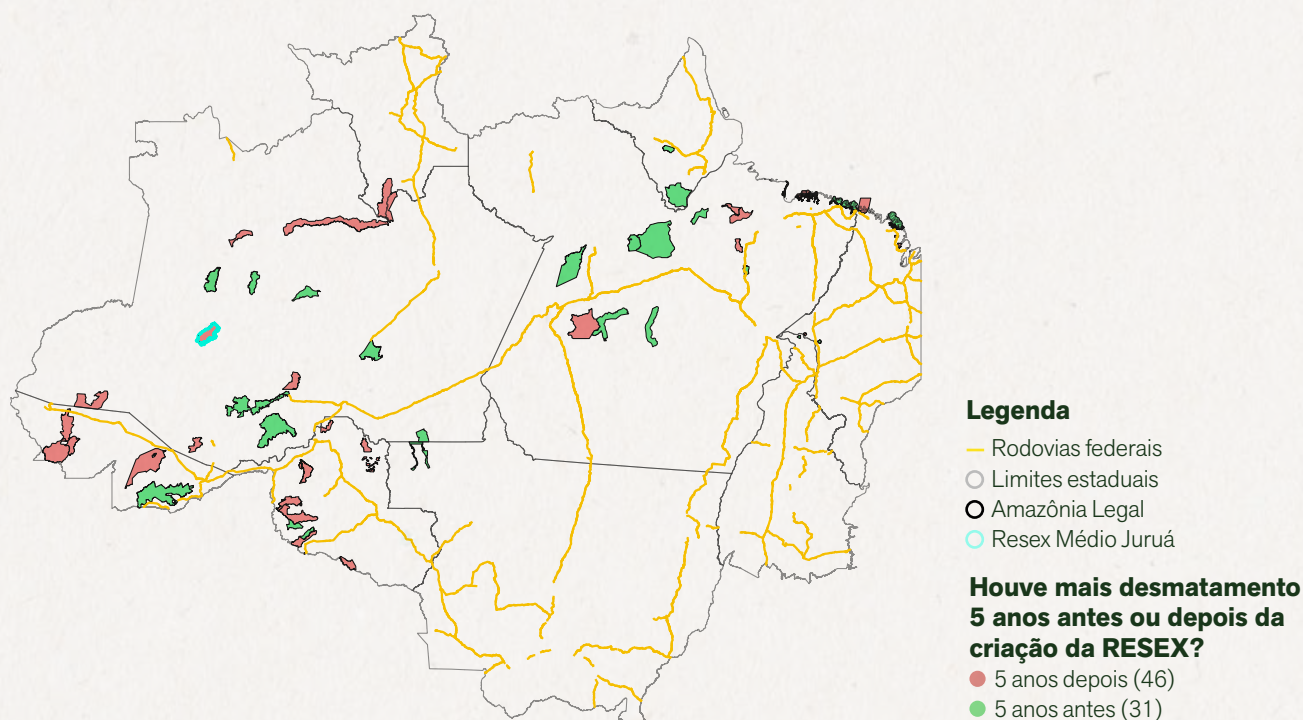 Legenda
Rodovias federais
Limites estaduais
Amazônia Legal
Resex Médio Juruá
Houve mais desmatamento
5 anos antes ou depois da
criação da RESEX?
5 anos depois (46)
5 anos antes (31)